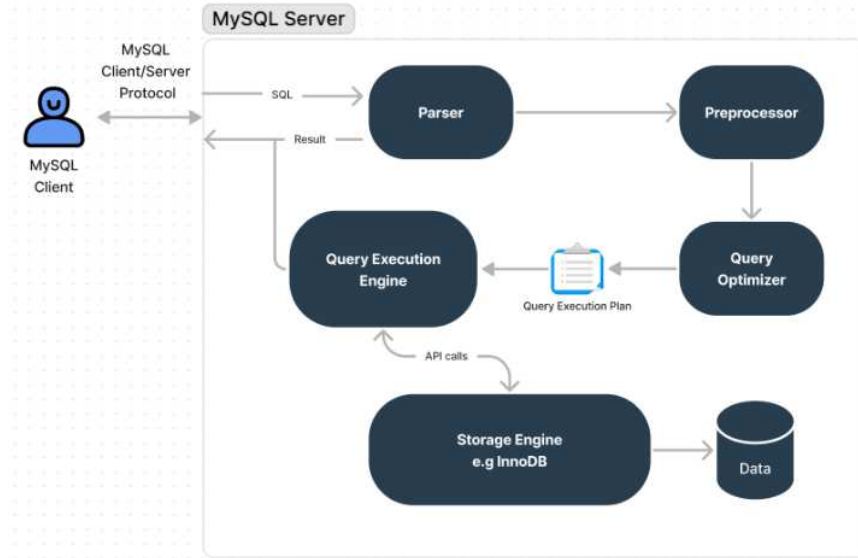 MySQL Server
MySQL
Client/Server
Protocol
SQL
Parser
Preprocessor
Result
MySQL
Client
Query Execution
Engine
Query Execution Plan
Query
Optimizer
API calls
Storage Engine
e.g InnoDB
Data